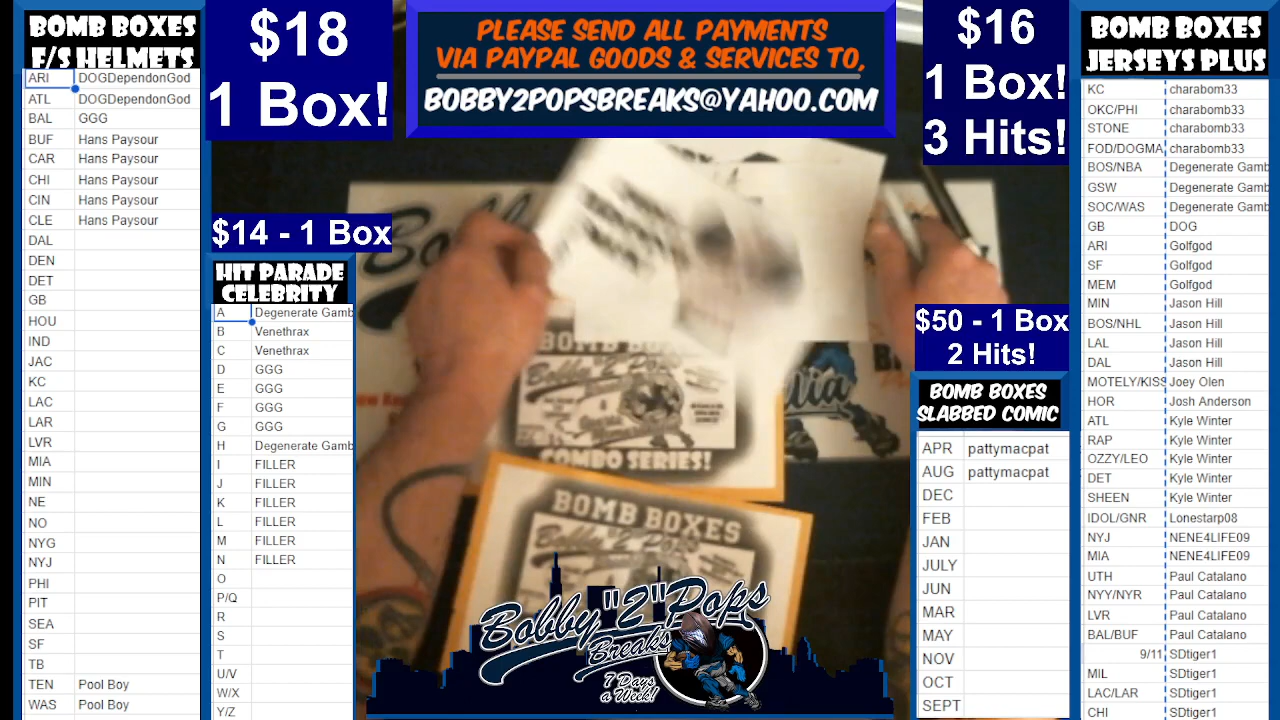 BOMB BOXES
F/S HELMETS
ARI DOGDependonGod
ATL DOGDependonGod
BAL GGG
BUF Hans Paysour
CAR Hans Paysour
CHI Hans Paysour
CIN Hans Paysour
CLE Hans Paysour
DAL
DEN
DET
GB
HOU
IND
JAC
KC
LAC
LAR
LVR
MIA
MIN
NE
NO
NYG
NYJ
PHI
PIT
SEA
SF
TB
TEN Pool Boy
WAS Pool Boy
$18
1 Box!
$14 - 1 Box
HIT PARADE
CELEBRITY
A Degenerate Gamb
B Venethrax
C Venethrax
D GGG
E GGG
F GGG
G GGG
H Degenerate Gamb
I FILLER
J FILLER
K FILLER
L FILLER
M FILLER
N FILLER
O
P/Q
R
S
T
U/V
W/X
Y/Z
PLEASE SEND ALL PAYMENTS
VIA PAYPAL GOODS & SERVICES TO,
BOBBY2POPSBREAKS@YAHOO.COM
BOMB BOXES
Bobby "2" Pops
COMBO SERIES!
BOMB BOXES
Bobby "2" Pops
Bobby "2" Pops
Breaks
7 Days
a Week!
$16
1 Box!
3 Hits!
$50 - 1 Box
2 Hits!
BOMB BOXES
SLABBED COMIC
APR pattymacpat
AUG pattymacpat
DEC
FEB
JAN
JULY
JUN
MAR
MAY
NOV
OCT
SEPT
BOMB BOXES
JERSEYS PLUS
KC charabom33
OKC/PHI charabomb33
STONE charabomb33
FOD/DOGMA charabomb33
BOS/NBA Degenerate Gamb
GSW Degenerate Gamb
SOC/WAS Degenerate Gamb
GB DOG
ARI Golfgod
SF Golfgod
MEM Golfgod
MIN Jason Hill
BOS/NHL Jason Hill
LAL Jason Hill
DAL Jason Hill
MOTELY/KISS Joey Olen
HOR Josh Anderson
ATL Kyle Winter
RAP Kyle Winter
OZZY/LEO Kyle Winter
DET Kyle Winter
SHEEN Kyle Winter
IDOL/GNR Lonestarp08
NYJ NENE4LIFE09
MIA NENE4LIFE09
UTH Paul Catalano
NYY/NYR Paul Catalano
LVR Paul Catalano
BAL/BUF Paul Catalano
9/11 SDtiger1
MIL SDtiger1
LAC/LAR SDtiger1
CHI SDtiger1